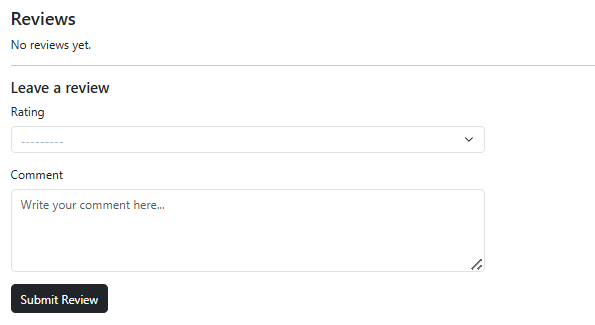 Reviews
No reviews yet.
Leave a review
Rating
---------
Comment
Write your comment here...
Submit Review